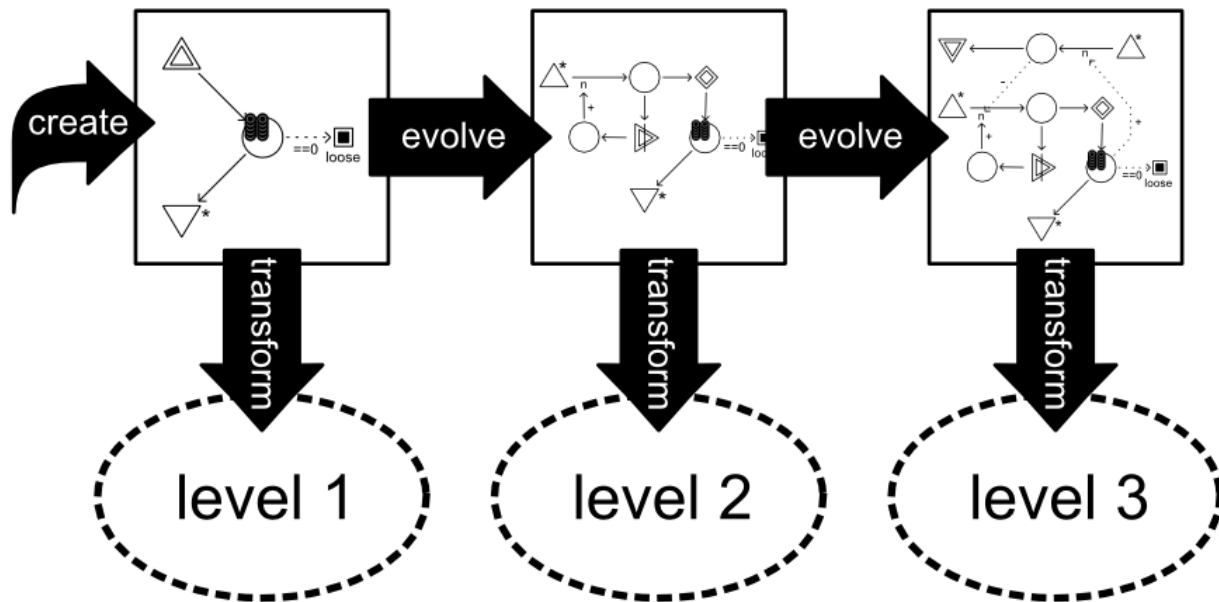 create
evolve
evolve
*
==0
loose
*
*
n
+
==0
*
*
n
-
*
n
+
+
==0
loose
*
transform
transform
transform
level 1
level 2
level 3